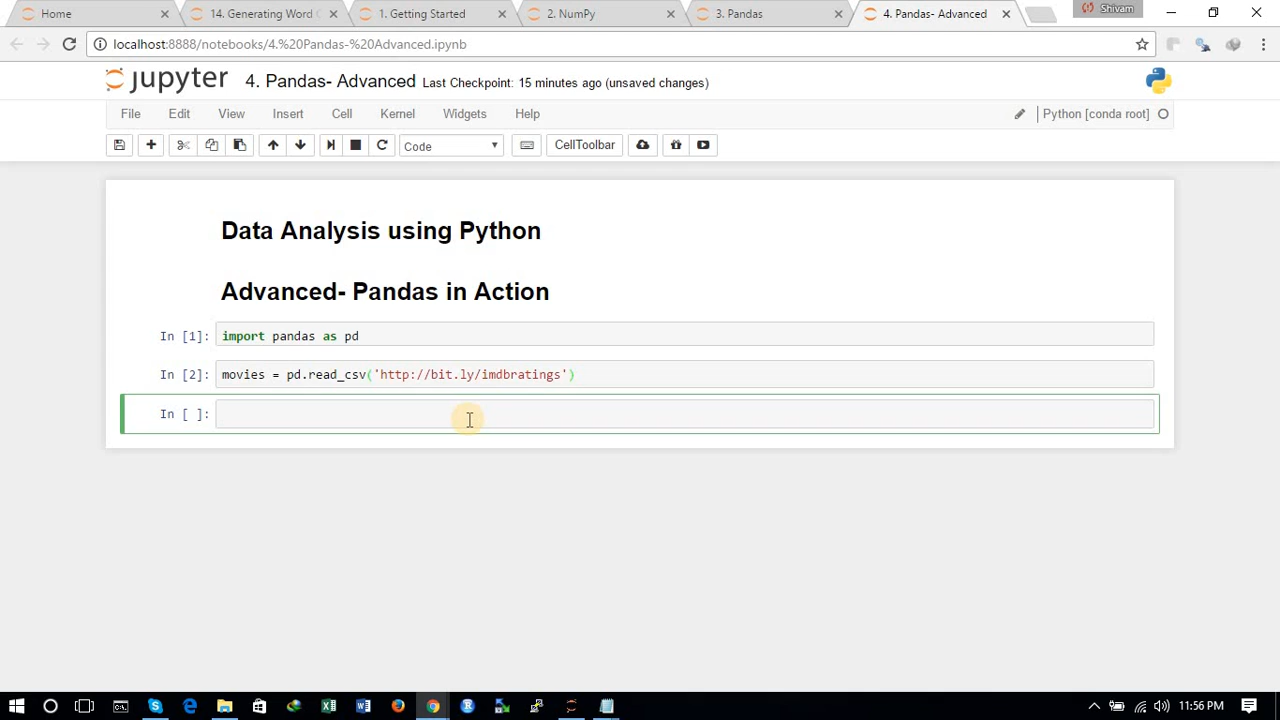 Home
14. Generating Word C
1. Getting Started
2. NumPy
3. Pandas
4. Pandas- Advanced
Shivam
localhost:8888/notebooks/4.%20Pandas-%20Advanced.ipynb
jupyter 4. Pandas- Advanced Last Checkpoint: 15 minutes ago (unsaved changes)
File Edit View Insert Cell Kernel Widgets Help Python [conda root]
Code CellToolbar
Data Analysis using Python
Advanced- Pandas in Action
In [1]: import pandas as pd
In [2]: movies = pd.read_csv('http://bit.ly/imdbratings')
In [ ]:
11:56 PM